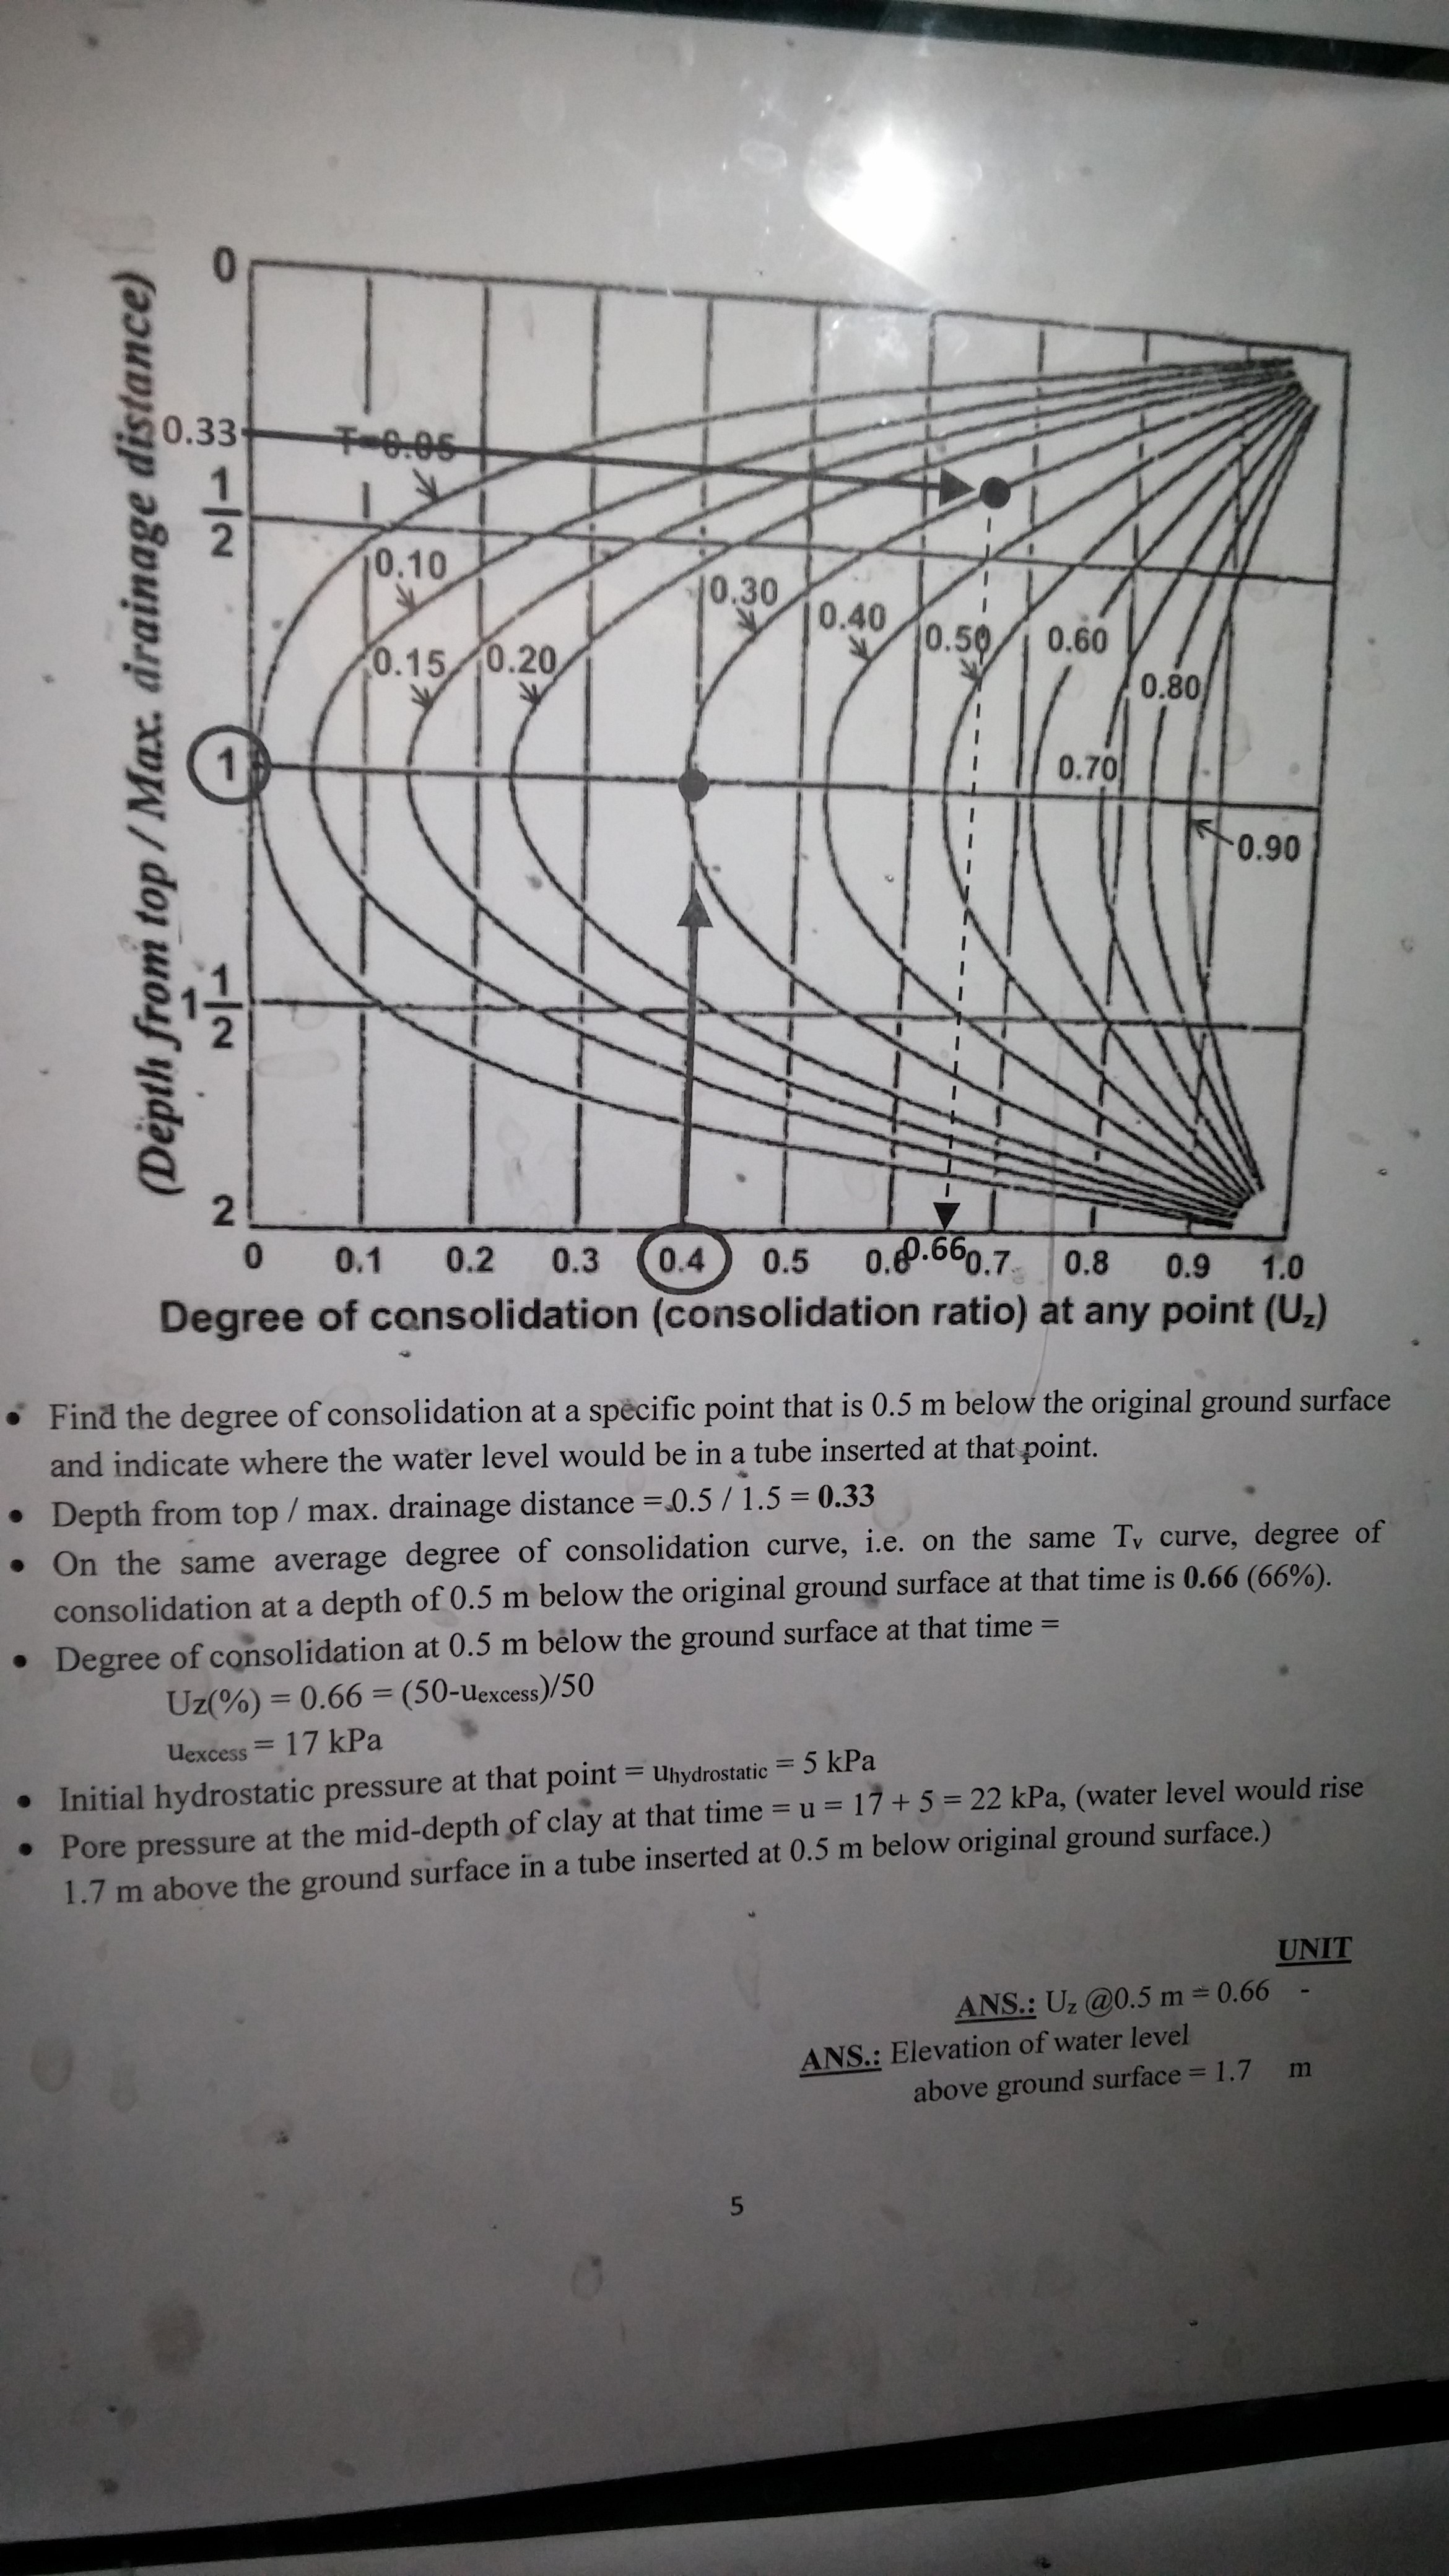 (Depth from top / Max. drainage distance)
0
0.33
T=0.05
1/2
0.10
0.30
0.40
0.50
0.60
0.15
0.20
0.80
1
0.70
0.90
1 1/2
2
0 0.1 0.2 0.3 0.4 0.5 0.6 0.66 0.7 0.8 0.9 1.0
Degree of consolidation (consolidation ratio) at any point (Uz)
• Find the degree of consolidation at a specific point that is 0.5 m below the original ground surface
and indicate where the water level would be in a tube inserted at that point.
• Depth from top / max. drainage distance = 0.5 / 1.5 = 0.33
• On the same average degree of consolidation curve, i.e. on the same Tv curve, degree of
consolidation at a depth of 0.5 m below the original ground surface at that time is 0.66 (66%).
• Degree of consolidation at 0.5 m below the ground surface at that time =
Uz(%) = 0.66 = (50-uexcess)/50
uexcess = 17 kPa
• Initial hydrostatic pressure at that point = uhydrostatic = 5 kPa
• Pore pressure at the mid-depth of clay at that time = u = 17 + 5 = 22 kPa, (water level would rise
1.7 m above the ground surface in a tube inserted at 0.5 m below original ground surface.)
UNIT
ANS.: Uz @0.5 m = 0.66 -
ANS.: Elevation of water level
above ground surface = 1.7 m
5